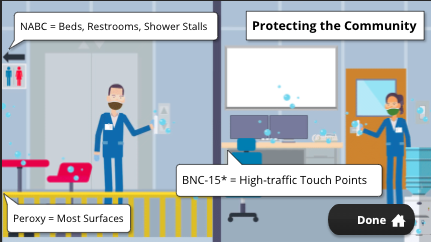 NABC = Beds, Restrooms, Shower Stalls
Protecting the Community
BNC-15* = High-traffic Touch Points
Peroxy = Most Surfaces
Done